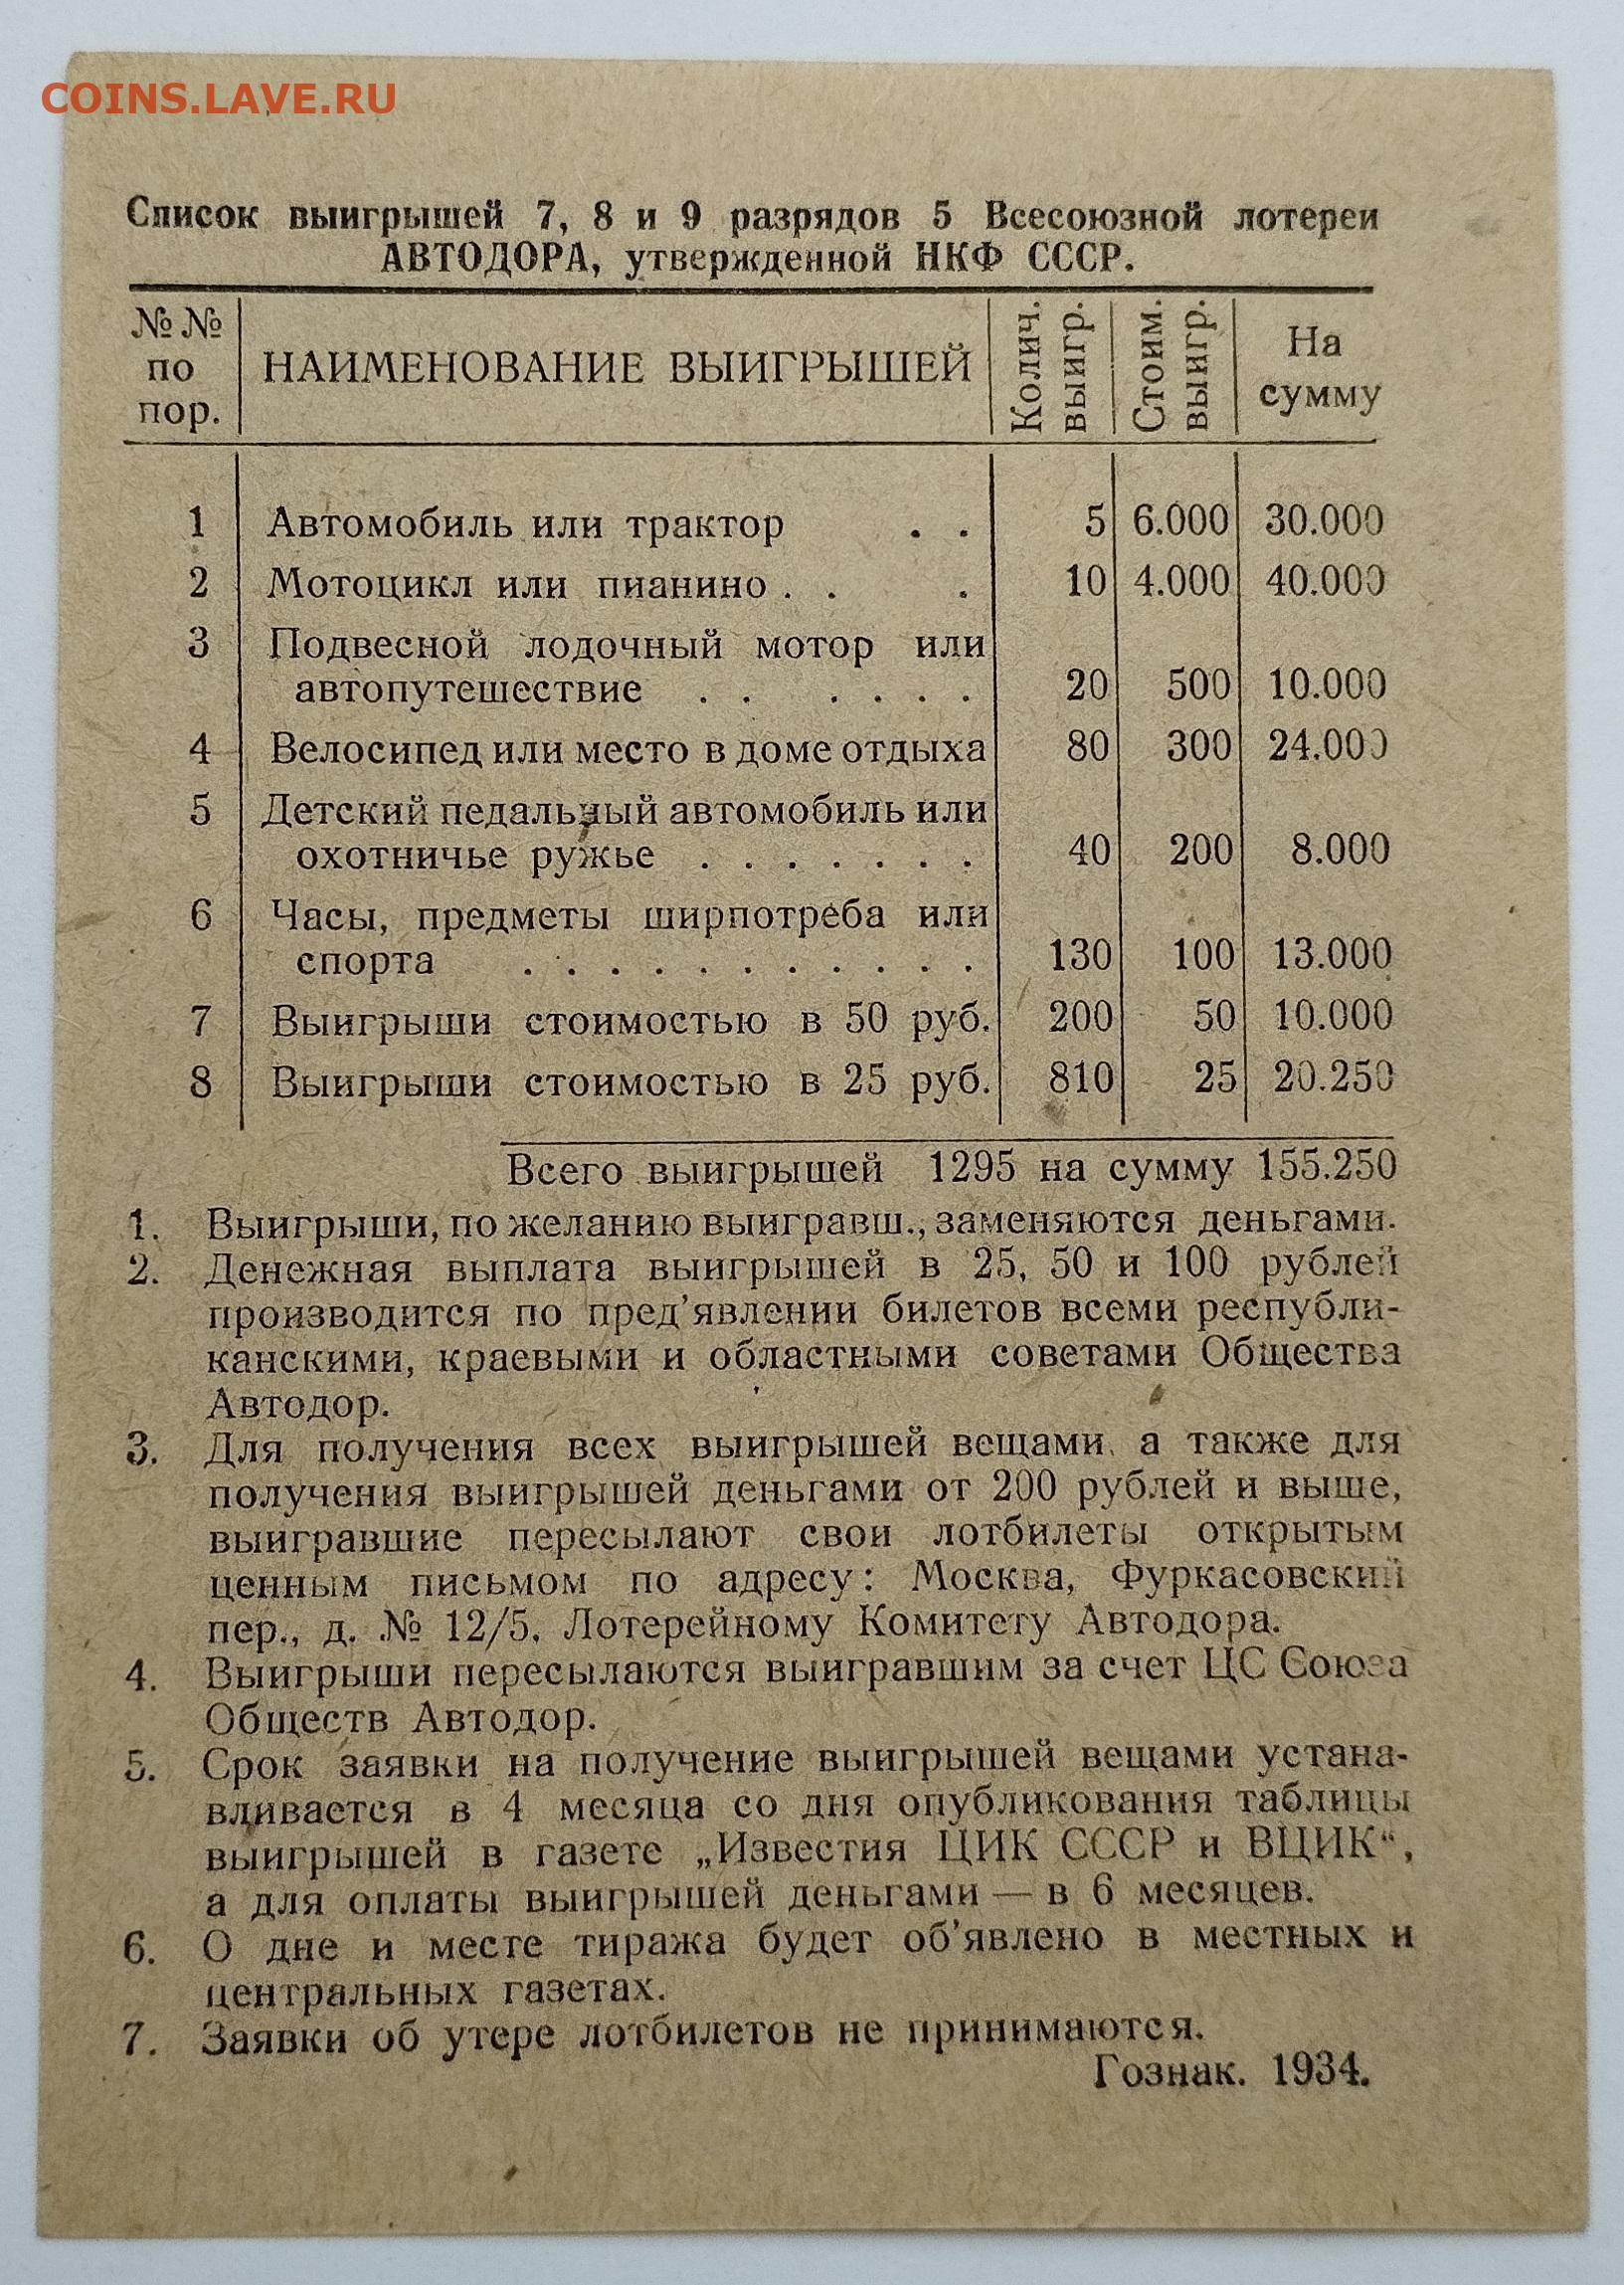 COINS.LAVE.RU
Список выигрышей 7, 8 и 9 разрядов 5 Всесоюзной лотереи
АВТОДОРА, утвержденной НКФ СССР.
№№ по пор. НАИМЕНОВАНИЕ ВЫИГРЫШЕЙ Колич. выигр. Стоим. выигр. На сумму
1 Автомобиль или трактор . . 5 6.000 30.000
2 Мотоцикл или пианино . . . 10 4.000 40.000
3 Подвесной лодочный мотор или
автопутешествие . . . . . . 20 500 10.000
4 Велосипед или место в доме отдыха 80 300 24.000
5 Детский педальный автомобиль или
охотничье ружье . . . . . . . 40 200 8.000
6 Часы, предметы ширпотреба или
спорта . . . . . . . . . . . 130 100 13.000
7 Выигрыши стоимостью в 50 руб. 200 50 10.000
8 Выигрыши стоимостью в 25 руб. 810 25 20.250
Всего выигрышей 1295 на сумму 155.250
1. Выигрыши, по желанию выигравш., заменяются деньгами.
2. Денежная выплата выигрышей в 25, 50 и 100 рублей
производится по пред’явлении билетов всеми республи-
канскими, краевыми и областными советами Общества
Автодор.
3. Для получения всех выигрышей вещами, а также для
получения выигрышей деньгами от 200 рублей и выше,
выигравшие пересылают свои лотбилеты открытым
ценным письмом по адресу: Москва, Фуркасовский
пер., д. № 12/5, Лотерейному Комитету Автодора.
4. Выигрыши пересылаются выигравшим за счет ЦС Союза
Обществ Автодор.
5. Срок заявки на получение выигрышей вещами устана-
вливается в 4 месяца со дня опубликования таблицы
выигрышей в газете „Известия ЦИК СССР и ВЦИК“,
а для оплаты выигрышей деньгами — в 6 месяцев.
6. О дне и месте тиража будет об’явлено в местных и
центральных газетах.
7. Заявки об утере лотбилетов не принимаются.
Гознак. 1934.